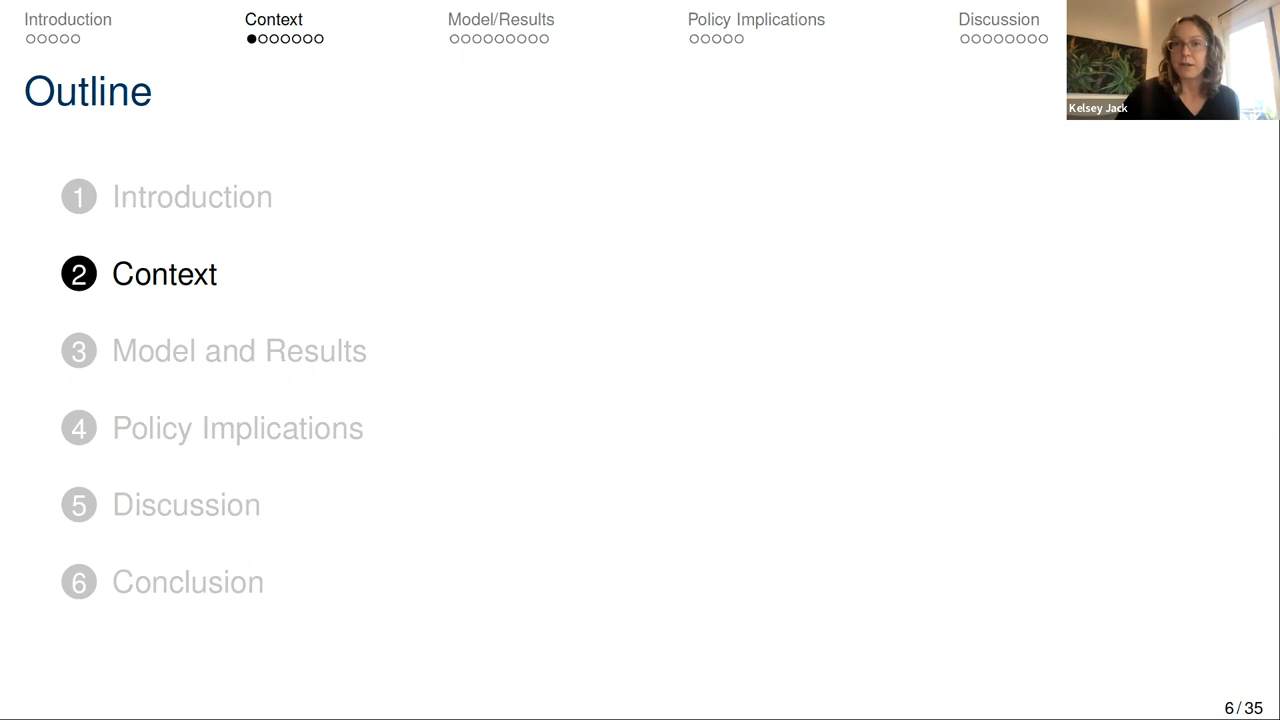 Introduction Context Model/Results Policy Implications Discussion
Kelsey Jack
Outline
1 Introduction
2 Context
3 Model and Results
4 Policy Implications
5 Discussion
6 Conclusion
6 / 35